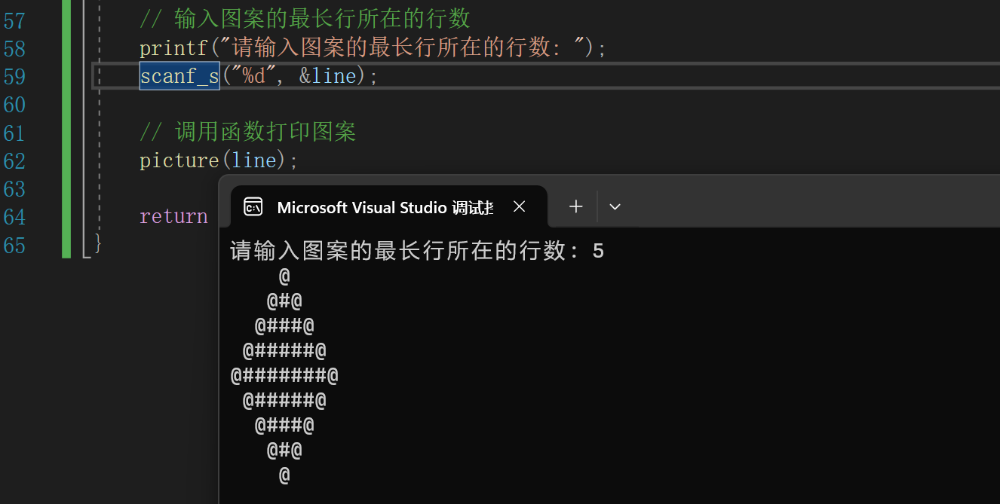 57 // 输入图案的最长行所在的行数
58 printf("请输入图案的最长行所在的行数: ");
59 scanf_s("%d", &line);
60
61 // 调用函数打印图案
62 picture(line);
63
64 return
65 }
Microsoft Visual Studio 调试
请输入图案的最长行所在的行数: 5
    @
   @#@
  @###@
 @#####@
@#######@
 @#####@
  @###@
   @#@
    @